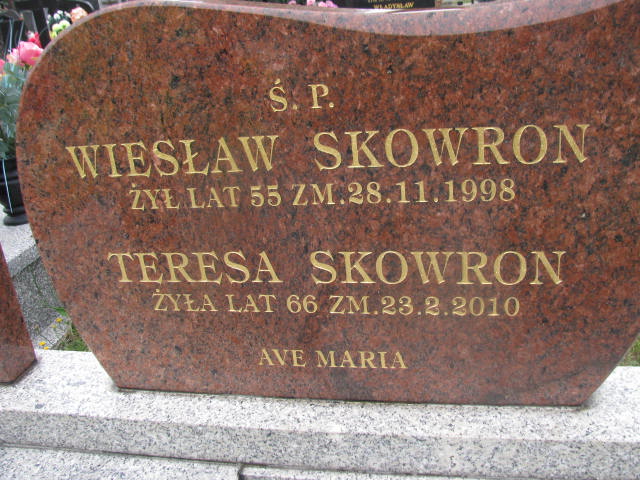 WŁADYSŁAW
Ś. P.
WIESŁAW SKOWRON
ŻYŁ LAT 55 ZM.28.11.1998
TERESA SKOWRON
ŻYŁA LAT 66 ZM.23.2.2010
AVE MARIA